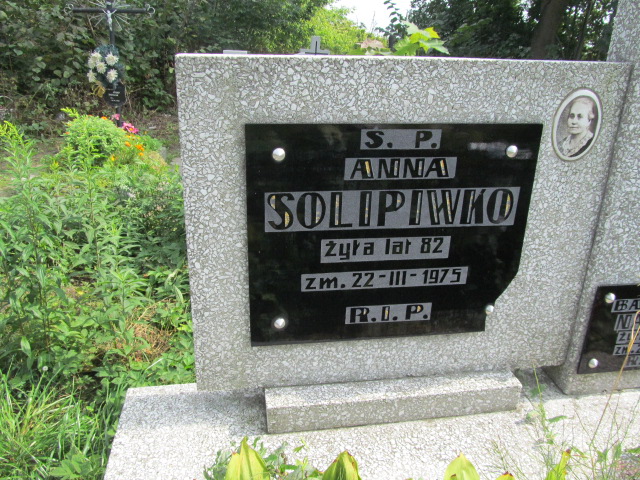 S. P.
ANNA
SOLIPIWKO
żyła lat 82
zm. 22-III-1975
R. I. P.